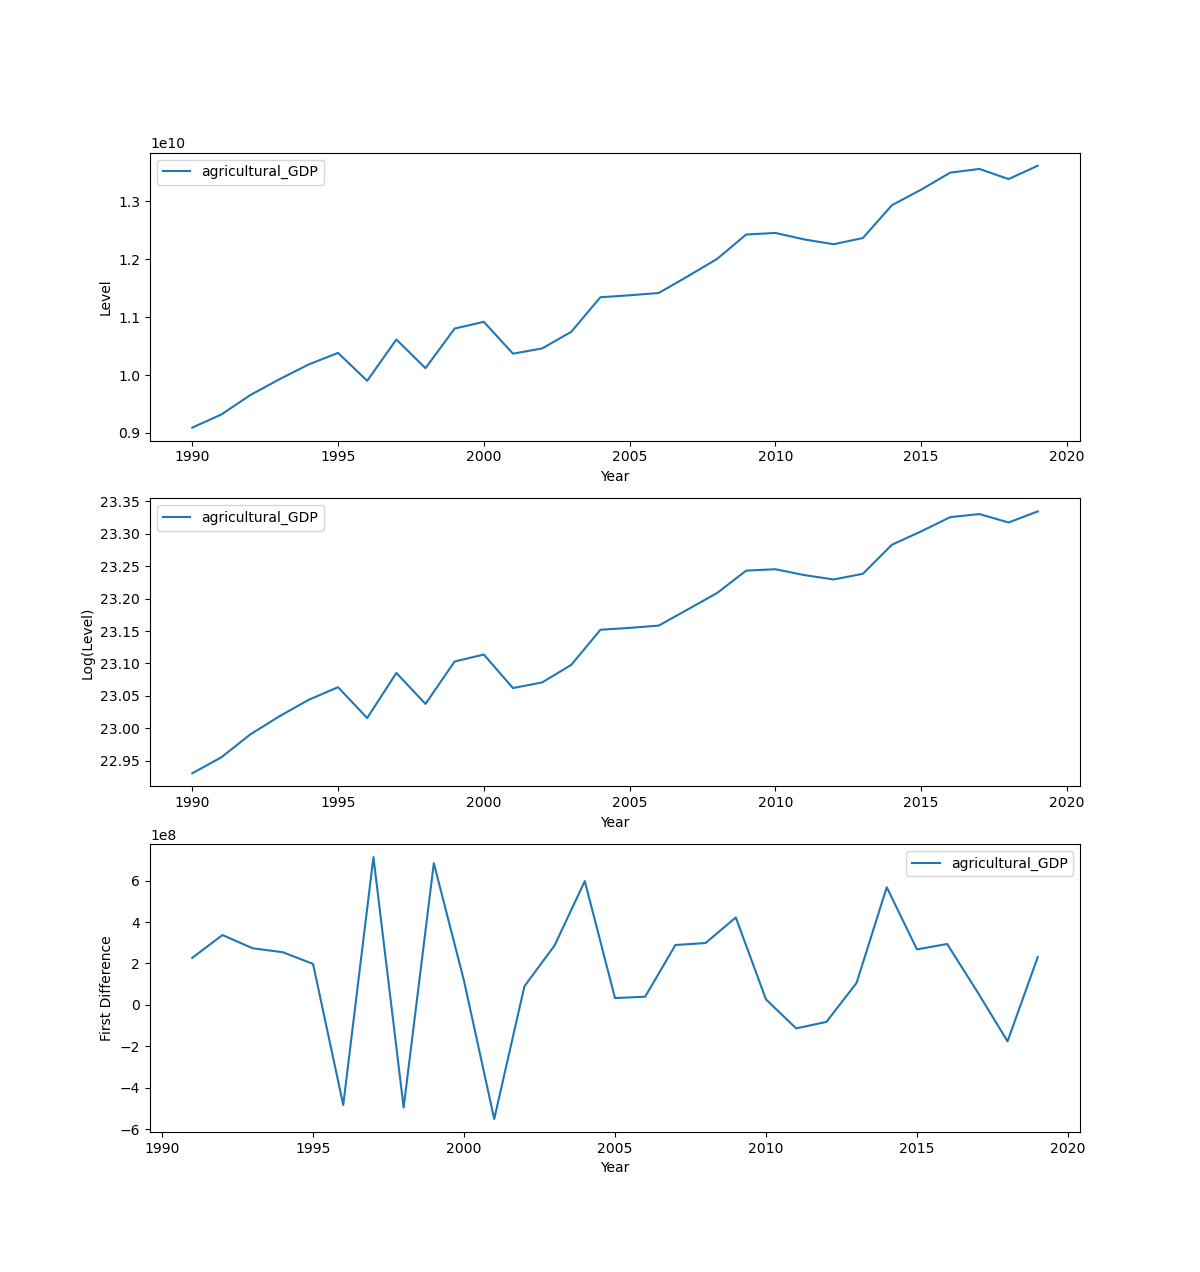 1e10
agricultural_GDP
1.3
1.2
1.1
1.0
0.9
Level
1990 1995 2000 2005 2010 2015 2020
Year
agricultural_GDP
23.35
23.30
23.25
23.20
23.15
23.10
23.05
23.00
22.95
Log(Level)
1990 1995 2000 2005 2010 2015 2020
Year
1e8
agricultural_GDP
6
4
2
0
−2
−4
−6
First Difference
1990 1995 2000 2005 2010 2015 2020
Year